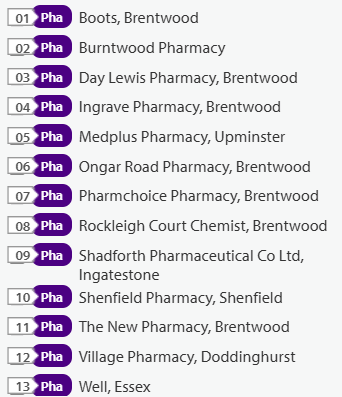 01 Pha Boots, Brentwood
02 Pha Burntwood Pharmacy
03 Pha Day Lewis Pharmacy, Brentwood
04 Pha Ingrave Pharmacy, Brentwood
05 Pha Medplus Pharmacy, Upminster
06 Pha Ongar Road Pharmacy, Brentwood
07 Pha Pharmchoice Pharmacy, Brentwood
08 Pha Rockleigh Court Chemist, Brentwood
09 Pha Shadforth Pharmaceutical Co Ltd,
Ingatestone
10 Pha Shenfield Pharmacy, Shenfield
11 Pha The New Pharmacy, Brentwood
12 Pha Village Pharmacy, Doddinghurst
13 Pha Well, Essex